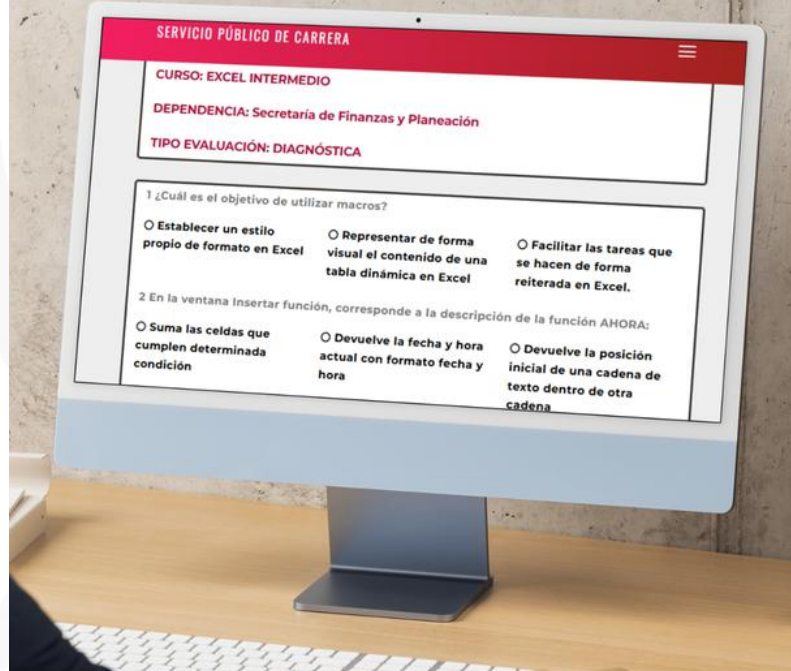 SERVICIO PÚBLICO DE CARRERA
CURSO: EXCEL INTERMEDIO
DEPENDENCIA: Secretaría de Finanzas y Planeación
TIPO EVALUACIÓN: DIAGNÓSTICA
1 ¿Cuál es el objetivo de utilizar macros?
Establecer un estilo
propio de formato en Excel
Representar de forma
visual el contenido de una
tabla dinámica en Excel
Facilitar las tareas que
se hacen de forma
reiterada en Excel.
2 En la ventana Insertar función, corresponde a la descripción de la función AHORA:
Suma las celdas que
cumplen determinada
condición
Devuelve la fecha y hora
actual con formato fecha y
hora
Devuelve la posición
inicial de una cadena de
texto dentro de otra
cadena